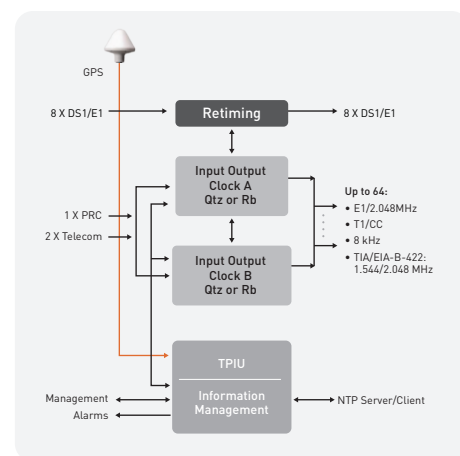 GPS
8 X DS1/E1
Retiming
8 X DS1/E1
Input Output
Clock A
Qtz or Rb
1 X PRC
2 X Telecom
Input Output
Clock B
Qtz or Rb
Up to 64:
• E1/2.048MHz
• T1/CC
• 8 kHz
• TIA/EIA-B-422:
1.544/2.048 MHz
TPIU
Information
Management
Management
Alarms
NTP Server/Client